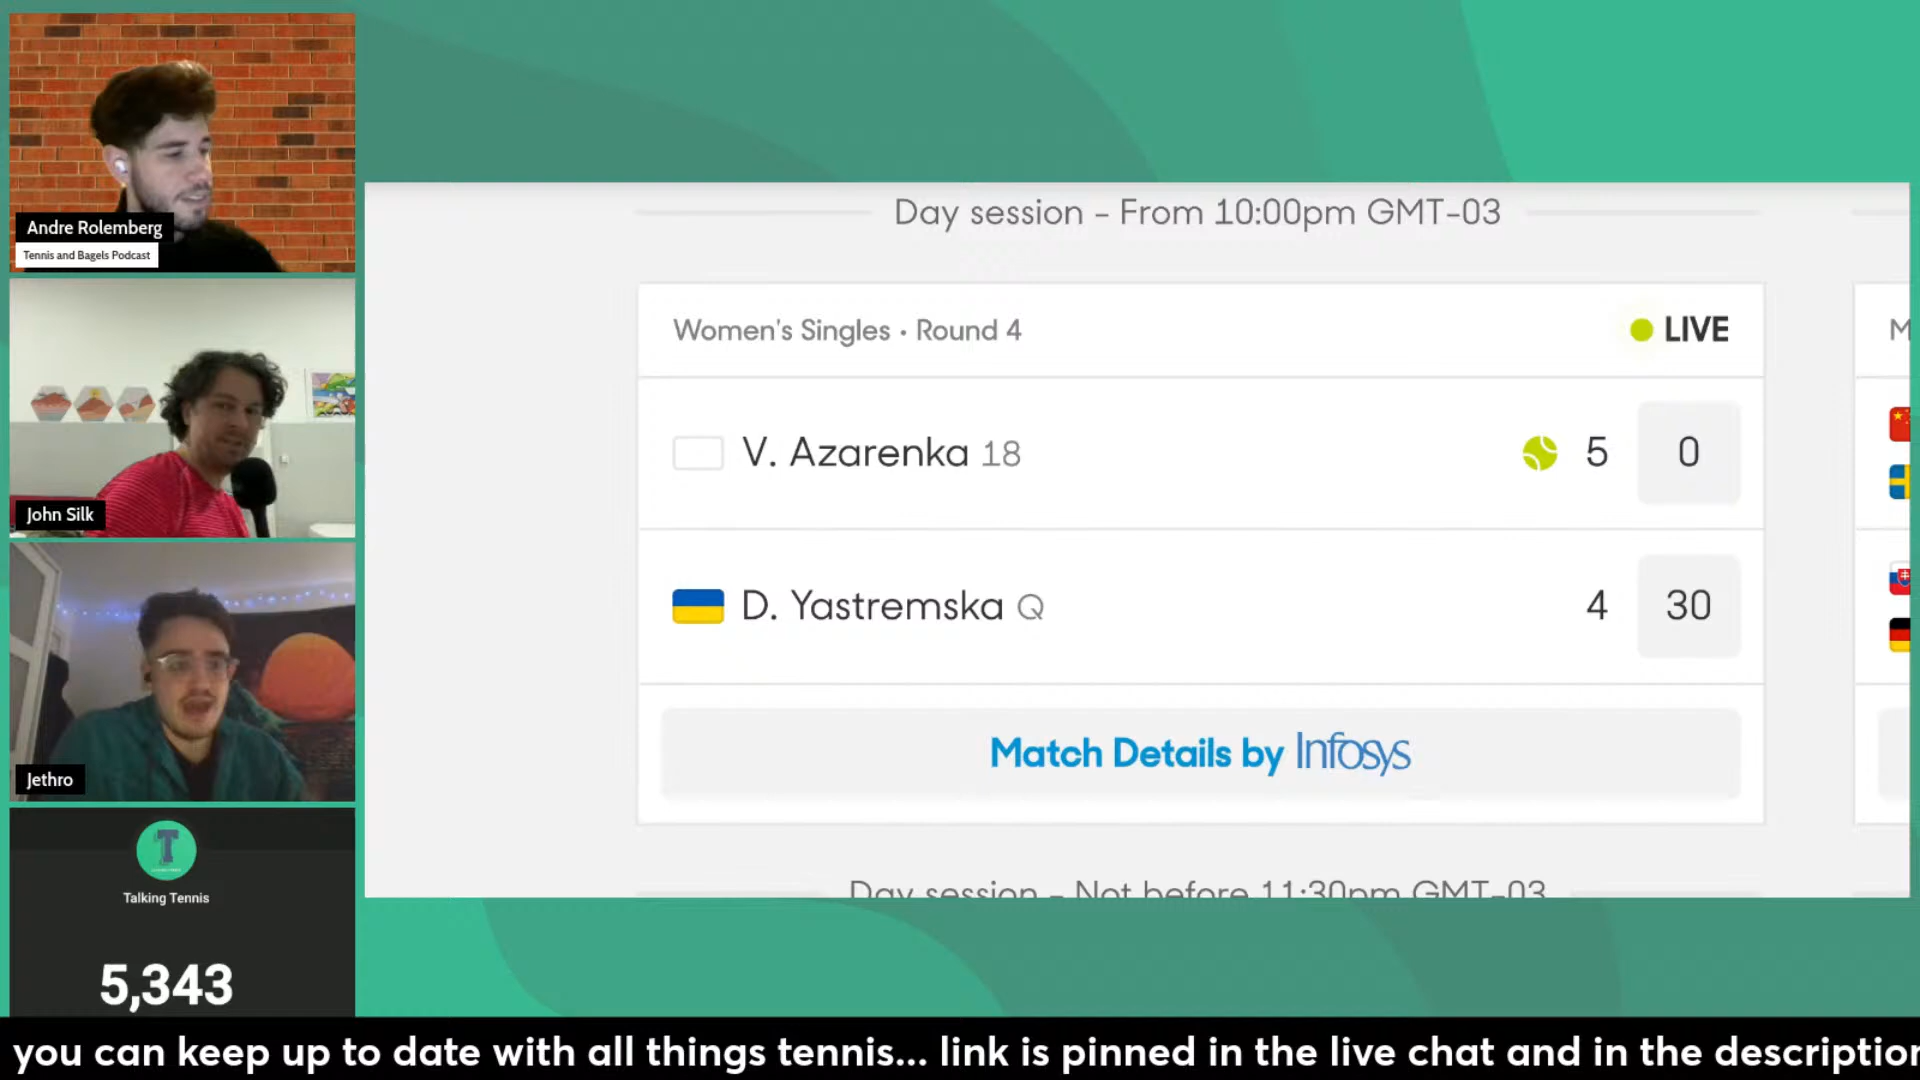 Andre Rolemberg
Tennis and Bagels Podcast
John Silk
Jethro
T
Talking Tennis
5,343
Day session - From 10:00pm GMT-03
Women's Singles • Round 4
LIVE
V. Azarenka 18 5 0
D. Yastremska Q 4 30
Match Details by Infosys
Day session - Not before 11:30pm GMT-03
M
you can keep up to date with all things tennis... link is pinned in the live chat and in the description